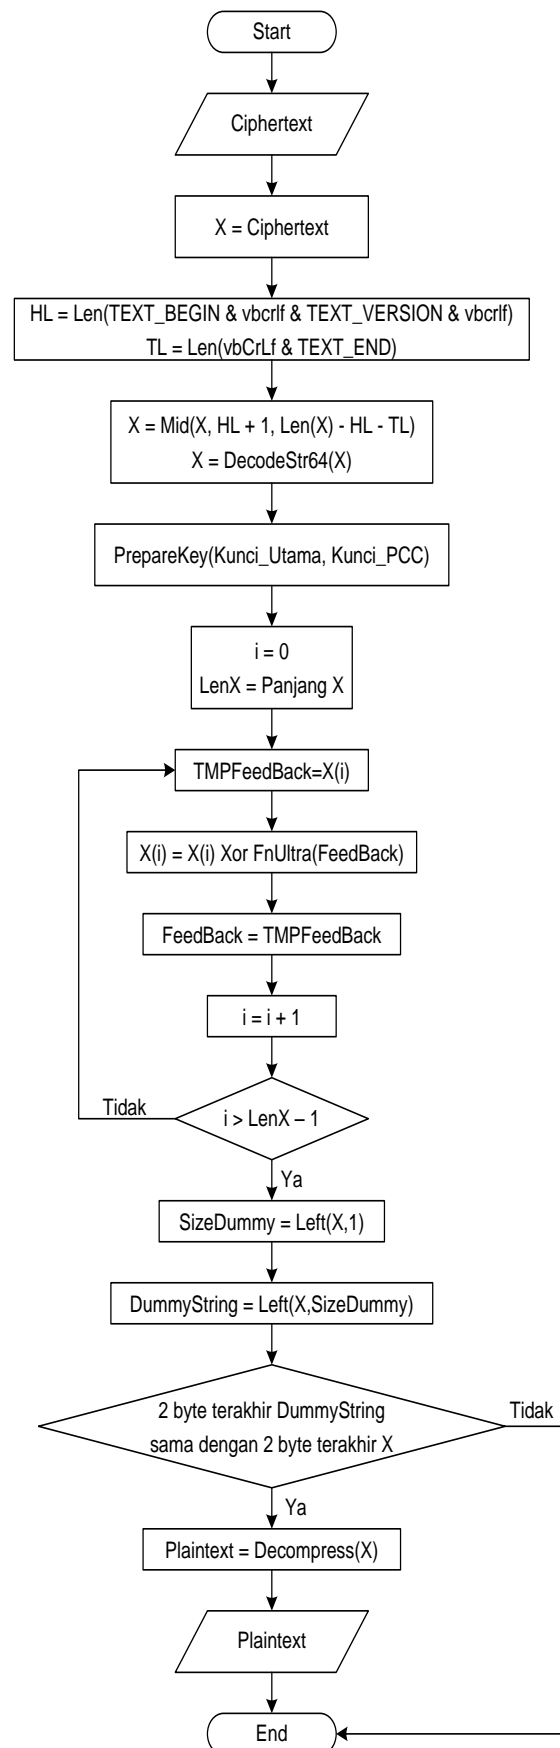 Start
Ciphertext
X = Ciphertext
HL = Len(TEXT_BEGIN & vbcrlf & TEXT_VERSION & vbcrlf)
TL = Len(vbCrLf & TEXT_END)
X = Mid(X, HL + 1, Len(X) - HL - TL)
X = DecodeStr64(X)
PrepareKey(Kunci_Utama, Kunci_PCC)
i = 0
LenX = Panjang X
TMPFeedBack=X(i)
X(i) = X(i) Xor FnUltra(FeedBack)
FeedBack = TMPFeedBack
i = i + 1
Tidak
i > LenX – 1
Ya
SizeDummy = Left(X,1)
DummyString = Left(X,SizeDummy)
2 byte terakhir DummyString
Tidak
sama dengan 2 byte terakhir X
Ya
Plaintext = Decompress(X)
Plaintext
End